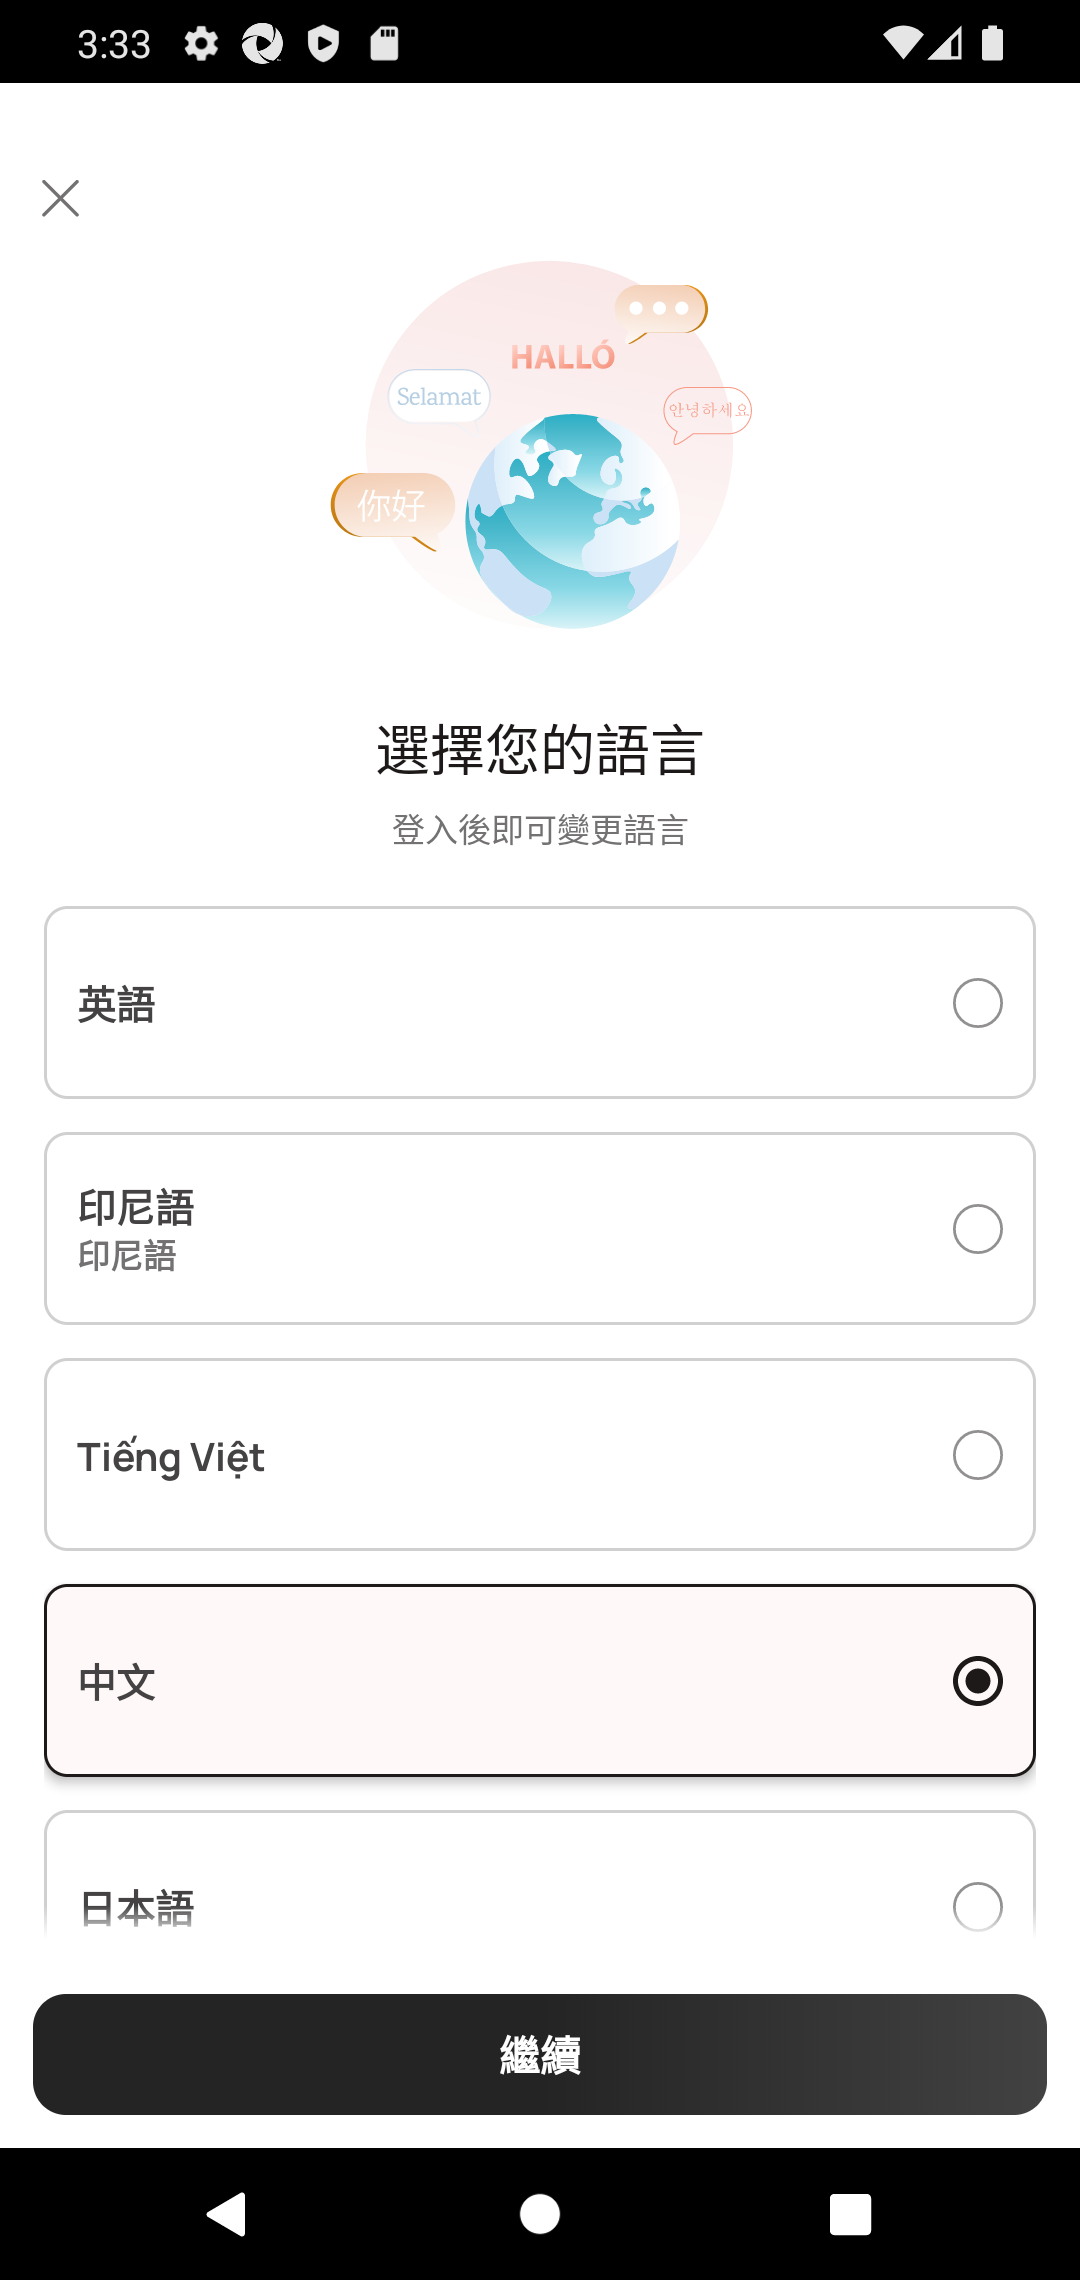 3:33
HALLÓ
Selamat
안녕하세요
你好
選擇您的語言
登入後即可變更語言
英語
印尼語
印尼語
Tiếng Việt
中文
日本語
繼續